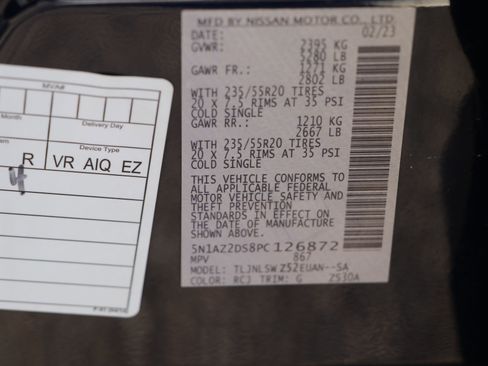 MFD BY NISSAN MOTOR CO., LTD.
DATE: 02/23
GVWR: 2395 KG
5280 LB
GAWR FR.: 1271 KG
2802 LB
WITH 235/55R20 TIRES
20 X 7.5 RIMS AT 35 PSI
COLD SINGLE
GAWR RR.: 1210 KG
2667 LB
WITH 235/55R20 TIRES
20 X 7.5 RIMS AT 35 PSI
COLD SINGLE
THIS VEHICLE CONFORMS TO
ALL APPLICABLE FEDERAL
MOTOR VEHICLE SAFETY AND
THEFT PREVENTION
STANDARDS IN EFFECT ON
THE DATE OF MANUFACTURE
SHOWN ABOVE.
5N1AZ2DS8PC126872
MPV 867
MODEL: TLJNLSWZ52EUAN--SA
COLOR: RCJ TRIM: G ZS30A
MVA#
Month
Delivery Day
Device Type
R VR AIQ EZ
4